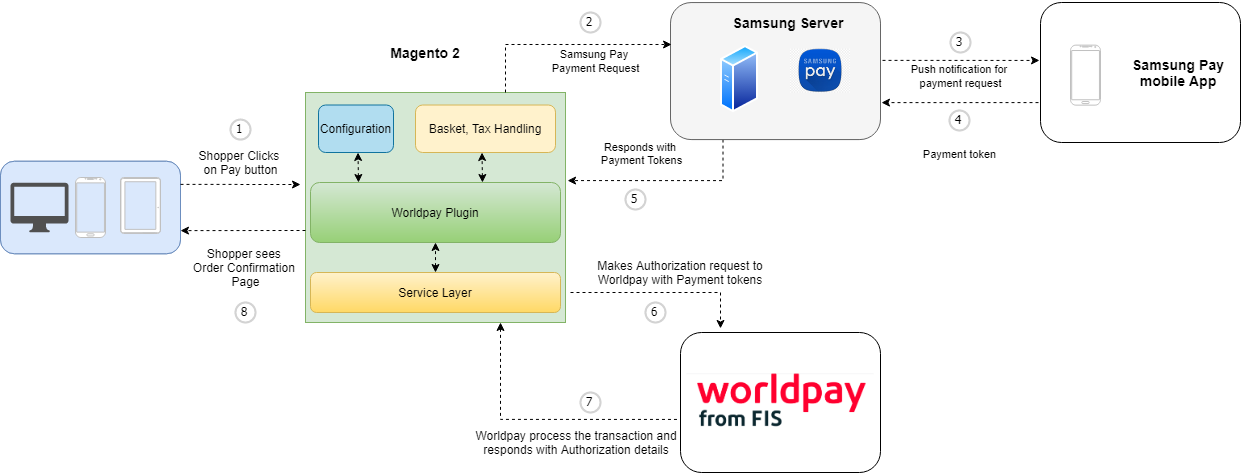 1
Shopper Clicks
on Pay button
Shopper sees
Order Confirmation
Page
8
Magento 2
Configuration
Basket, Tax Handling
Worldpay Plugin
Service Layer
2
Samsung Pay
Payment Request
Samsung Server
SAMSUNG
pay
3
Push notification for
payment request
4
Payment token
Samsung Pay
mobile App
Responds with
Payment Tokens
5
Makes Authorization request to
Worldpay with Payment tokens
6
worldpay
from FIS
7
Worldpay process the transaction and
responds with Authorization details